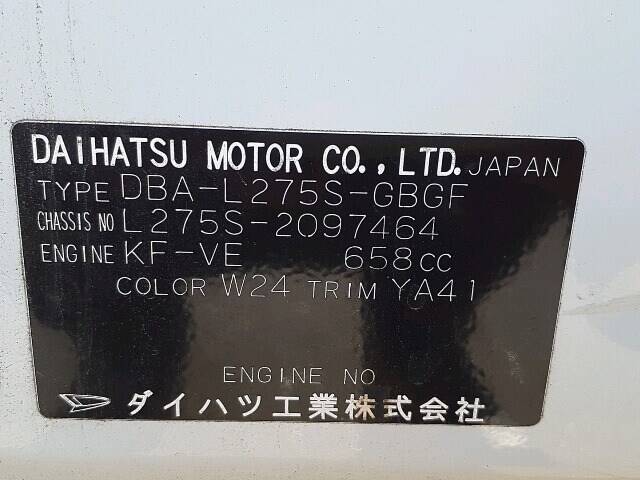 DAIHATSU MOTOR CO., LTD. JAPAN
TYPE DBA-L275S-GBGF
CHASSIS NO L275S-2097464
ENGINE KF-VE 658cc
COLOR W24 TRIM YA41
ENGINE NO
ダイハツ工業株式会社